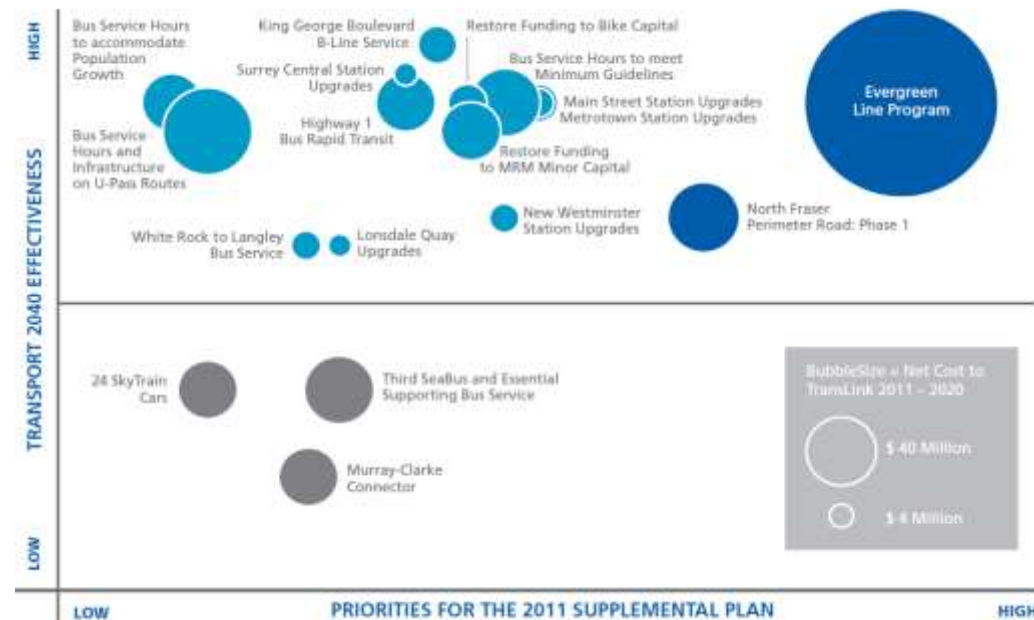 HIGH
Bus Service Hours
to accommodate
Population
Growth
King George Boulevard
B-Line Service
Restore Funding to Bike Capital
Surrey Central Station
Upgrades
Bus Service Hours to meet
Minimum Guidelines
Main Street Station Upgrades
Metrotown Station Upgrades
Evergreen
Line Program
Highway 1
Bus Rapid Transit
Bus Service
Hours and
Infrastructure
on U-Pass Routes
Restore Funding
to MRM Minor Capital
New Westminster
Station Upgrades
North Fraser
Perimeter Road: Phase 1
White Rock to Langley
Bus Service
Lonsdale Quay
Upgrades
TRANSPORT 2040 EFFECTIVENESS
24 SkyTrain
Cars
Third SeaBus and Essential
Supporting Bus Service
Murray-Clarke
Connector
BubbleSize = Net Cost to
TransLink 2011 – 2020
$ 40 Million
$ 4 Million
LOW
LOW
PRIORITIES FOR THE 2011 SUPPLEMENTAL PLAN
HIGH